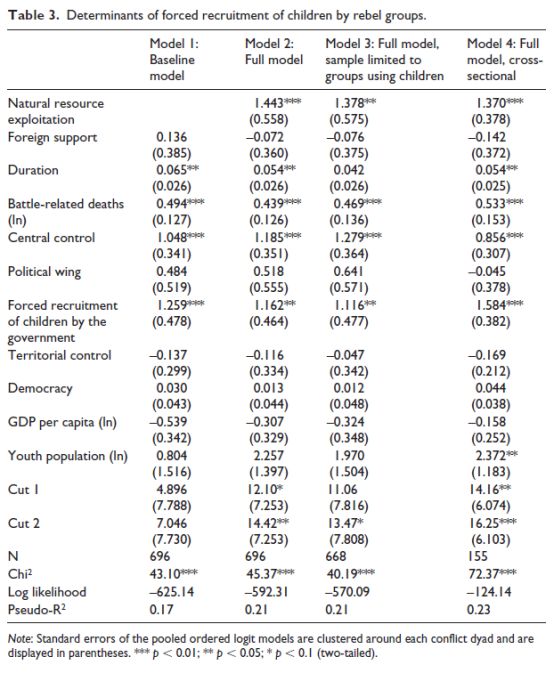 Table 3. Determinants of forced recruitment of children by rebel groups.
Model 1: Baseline model Model 2: Full model Model 3: Full model, sample limited to groups using children Model 4: Full model, cross-sectional
Natural resource exploitation 1.443*** 1.378** 1.370***
(0.558) (0.575) (0.378)
Foreign support 0.136 −0.072 −0.076 −0.142
(0.385) (0.360) (0.375) (0.372)
Duration 0.065** 0.054** 0.042 0.054**
(0.026) (0.026) (0.026) (0.025)
Battle-related deaths (ln) 0.494*** 0.439*** 0.469*** 0.533***
(0.127) (0.126) (0.136) (0.153)
Central control 1.048*** 1.185*** 1.279*** 0.856***
(0.341) (0.351) (0.364) (0.307)
Political wing 0.484 0.518 0.641 −0.045
(0.519) (0.555) (0.571) (0.378)
Forced recruitment of children by the government 1.259*** 1.162** 1.116** 1.584***
(0.478) (0.464) (0.477) (0.382)
Territorial control −0.137 −0.116 −0.047 −0.169
(0.299) (0.334) (0.342) (0.212)
Democracy 0.030 0.013 0.012 0.044
(0.043) (0.044) (0.048) (0.038)
GDP per capita (ln) −0.539 −0.307 −0.324 −0.158
(0.342) (0.329) (0.348) (0.252)
Youth population (ln) 0.804 2.257 1.970 2.372**
(1.516) (1.397) (1.504) (1.183)
Cut 1 4.896 12.10* 11.06 14.16**
(7.788) (7.253) (7.816) (6.074)
Cut 2 7.046 14.42** 13.47* 16.25***
(7.730) (7.253) (7.808) (6.103)
N 696 696 668 155
Chi² 43.10*** 45.37*** 40.19*** 72.37***
Log likelihood −625.14 −592.31 −570.09 −124.14
Pseudo-R² 0.17 0.21 0.21 0.23
Note: Standard errors of the pooled ordered logit models are clustered around each conflict dyad and are
displayed in parentheses. *** p < 0.01; ** p < 0.05; * p < 0.1 (two-tailed).